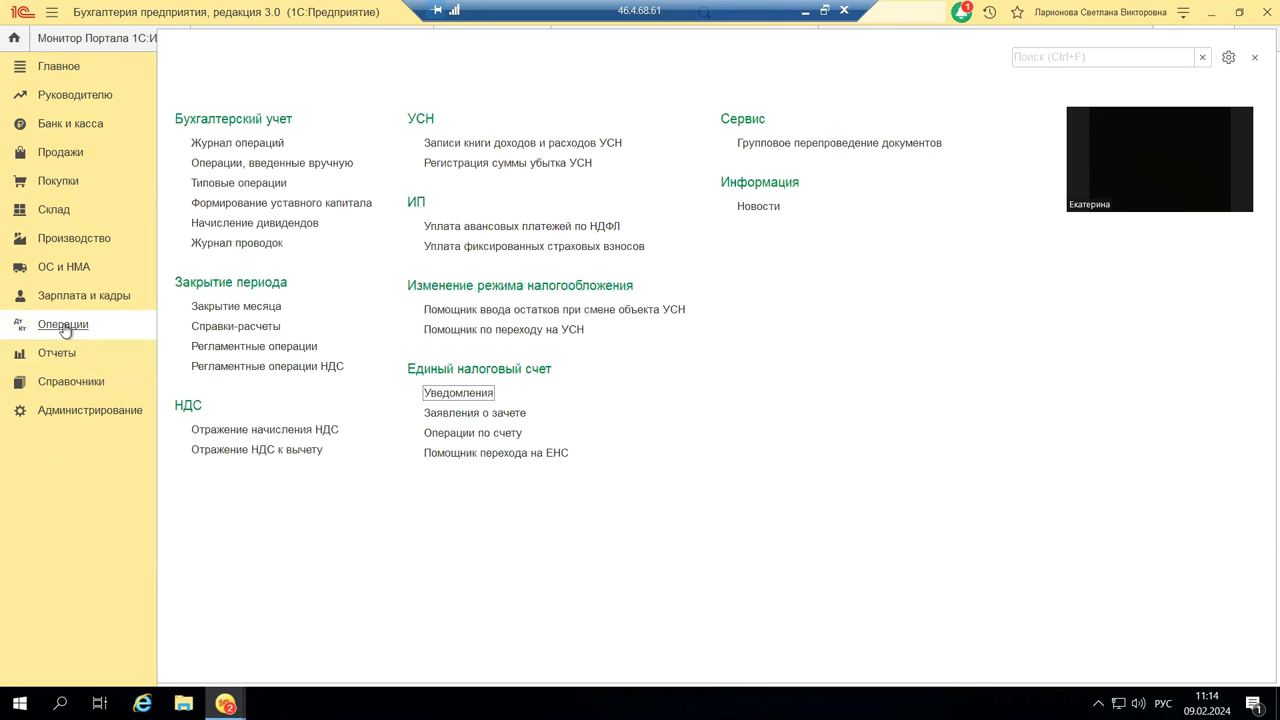 1С Бухгалтерия предприятия, редакция 3.0 (1С:Предприятие)
46.4.68.61
1
Ларионова Светлана Викторовна
Монитор Портала 1С:И
Поиск (Ctrl+F)
Главное
Руководителю
Банк и касса
Продажи
Покупки
Склад
Производство
ОС и НМА
Зарплата и кадры
Дт Кт Операции
Отчеты
Справочники
Администрирование
Бухгалтерский учет
Журнал операций
Операции, введенные вручную
Типовые операции
Формирование уставного капитала
Начисление дивидендов
Журнал проводок
Закрытие периода
Закрытие месяца
Справки-расчеты
Регламентные операции
Регламентные операции НДС
НДС
Отражение начисления НДС
Отражение НДС к вычету
УСН
Записи книги доходов и расходов УСН
Регистрация суммы убытка УСН
ИП
Уплата авансовых платежей по НДФЛ
Уплата фиксированных страховых взносов
Изменение режима налогообложения
Помощник ввода остатков при смене объекта УСН
Помощник по переходу на УСН
Единый налоговый счет
Уведомления
Заявления о зачете
Операции по счету
Помощник перехода на ЕНС
Сервис
Групповое перепроведение документов
Информация
Новости
Екатерина
2
РУС
11:14
09.02.2024
1